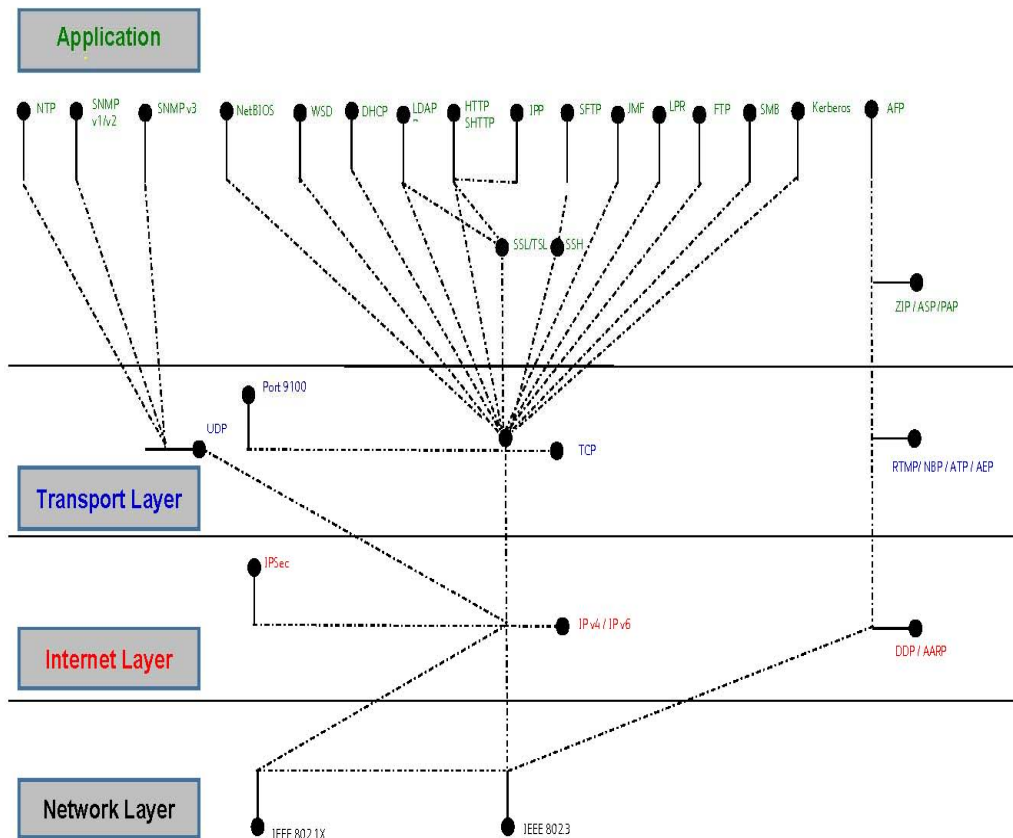 Application
NTP
SNMP
v1/v2
SNMP v3
NetBIOS
WSD
DHCP
LDAP
~
HTTP
SHTTP
IPP
SFTP
JMF
LPR
FTP
SMB
Kerberos
AFP
SSL/TSL
SSH
ZIP / ASP/PAP
Port 9100
UDP
TCP
RTMP/ NBP / ATP / AEP
Transport Layer
IPSec
IP v4 / IP v6
DDP / AARP
Internet Layer
Network Layer
IEEE 802.1X
IEEE 802.3